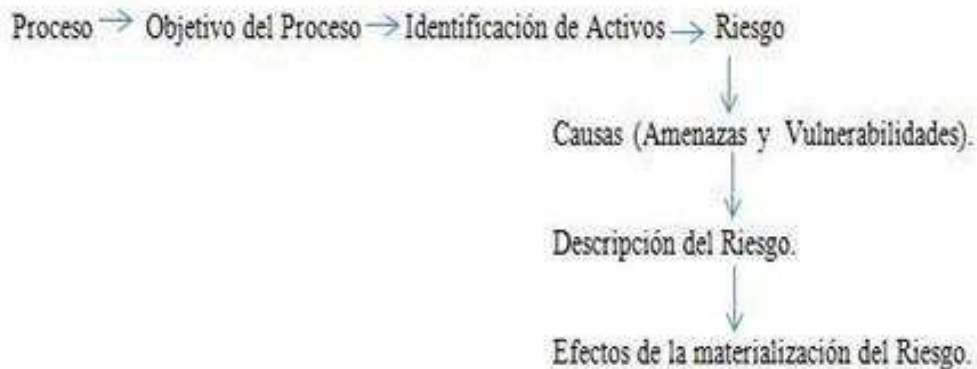 Proceso → Objetivo del Proceso → Identificación de Activos → Riesgo
Causas (Amenazas y Vulnerabilidades).
Descripción del Riesgo.
Efectos de la materialización del Riesgo.